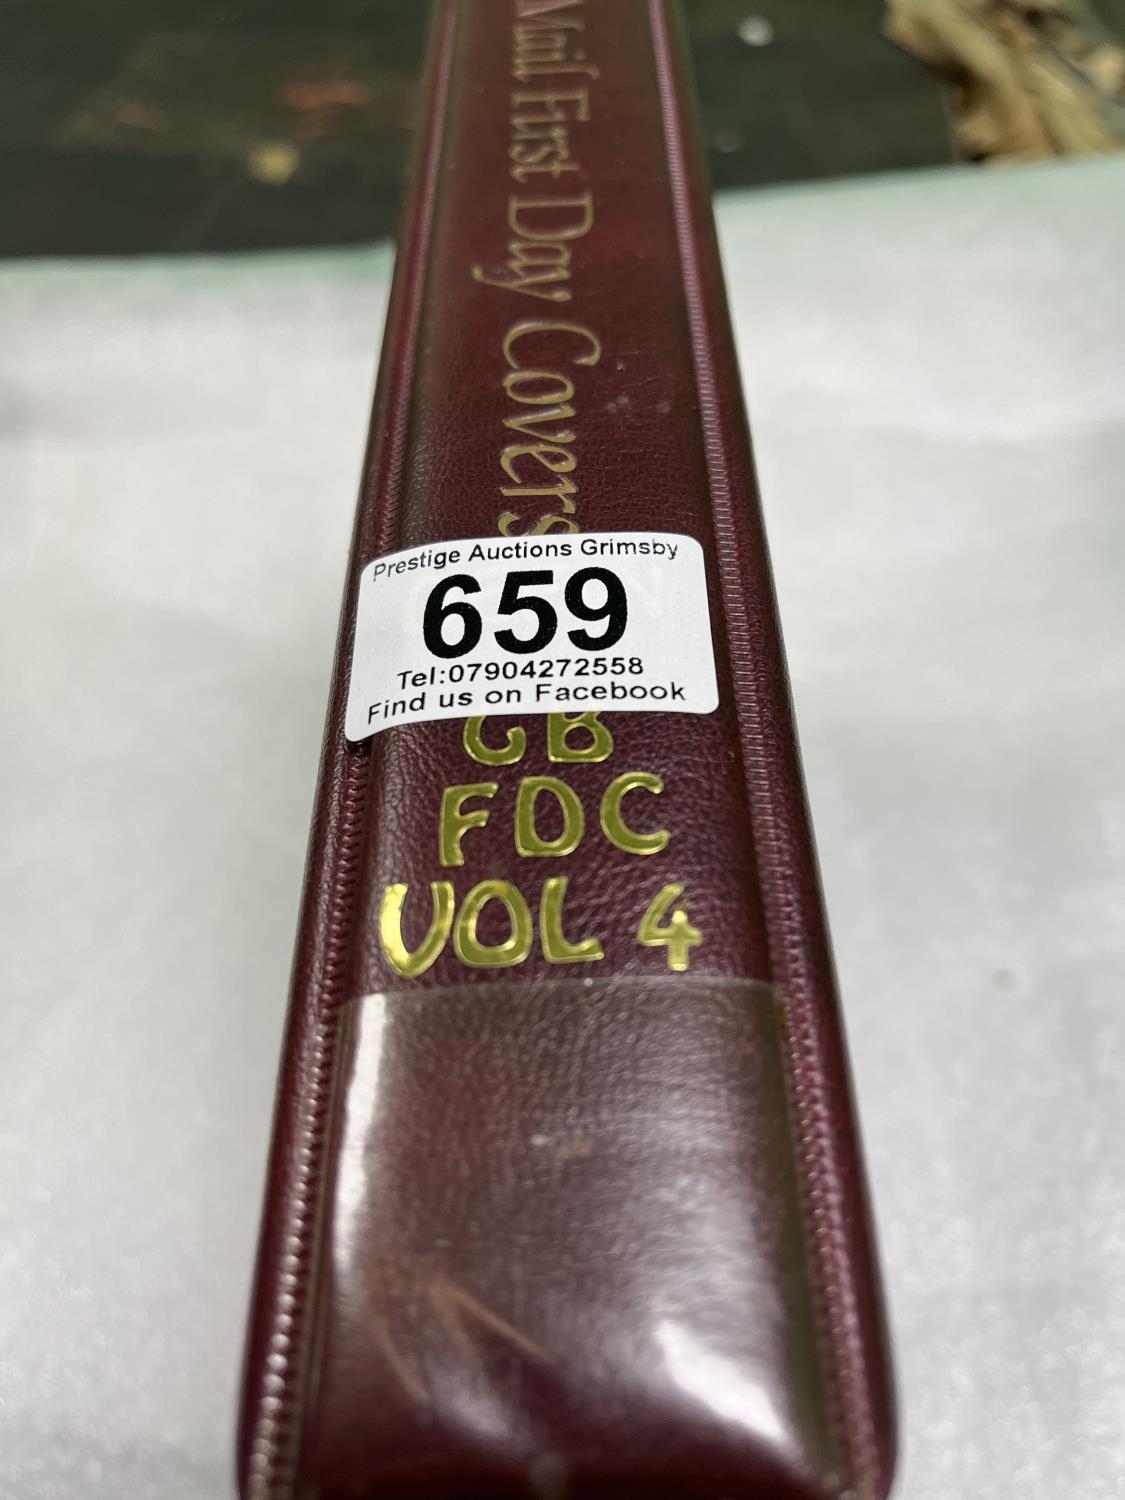 Mail First Day Covers
Prestige Auctions Grimsby
659
Tel:07904272558
Find us on Facebook
GB
FDC
VOL 4